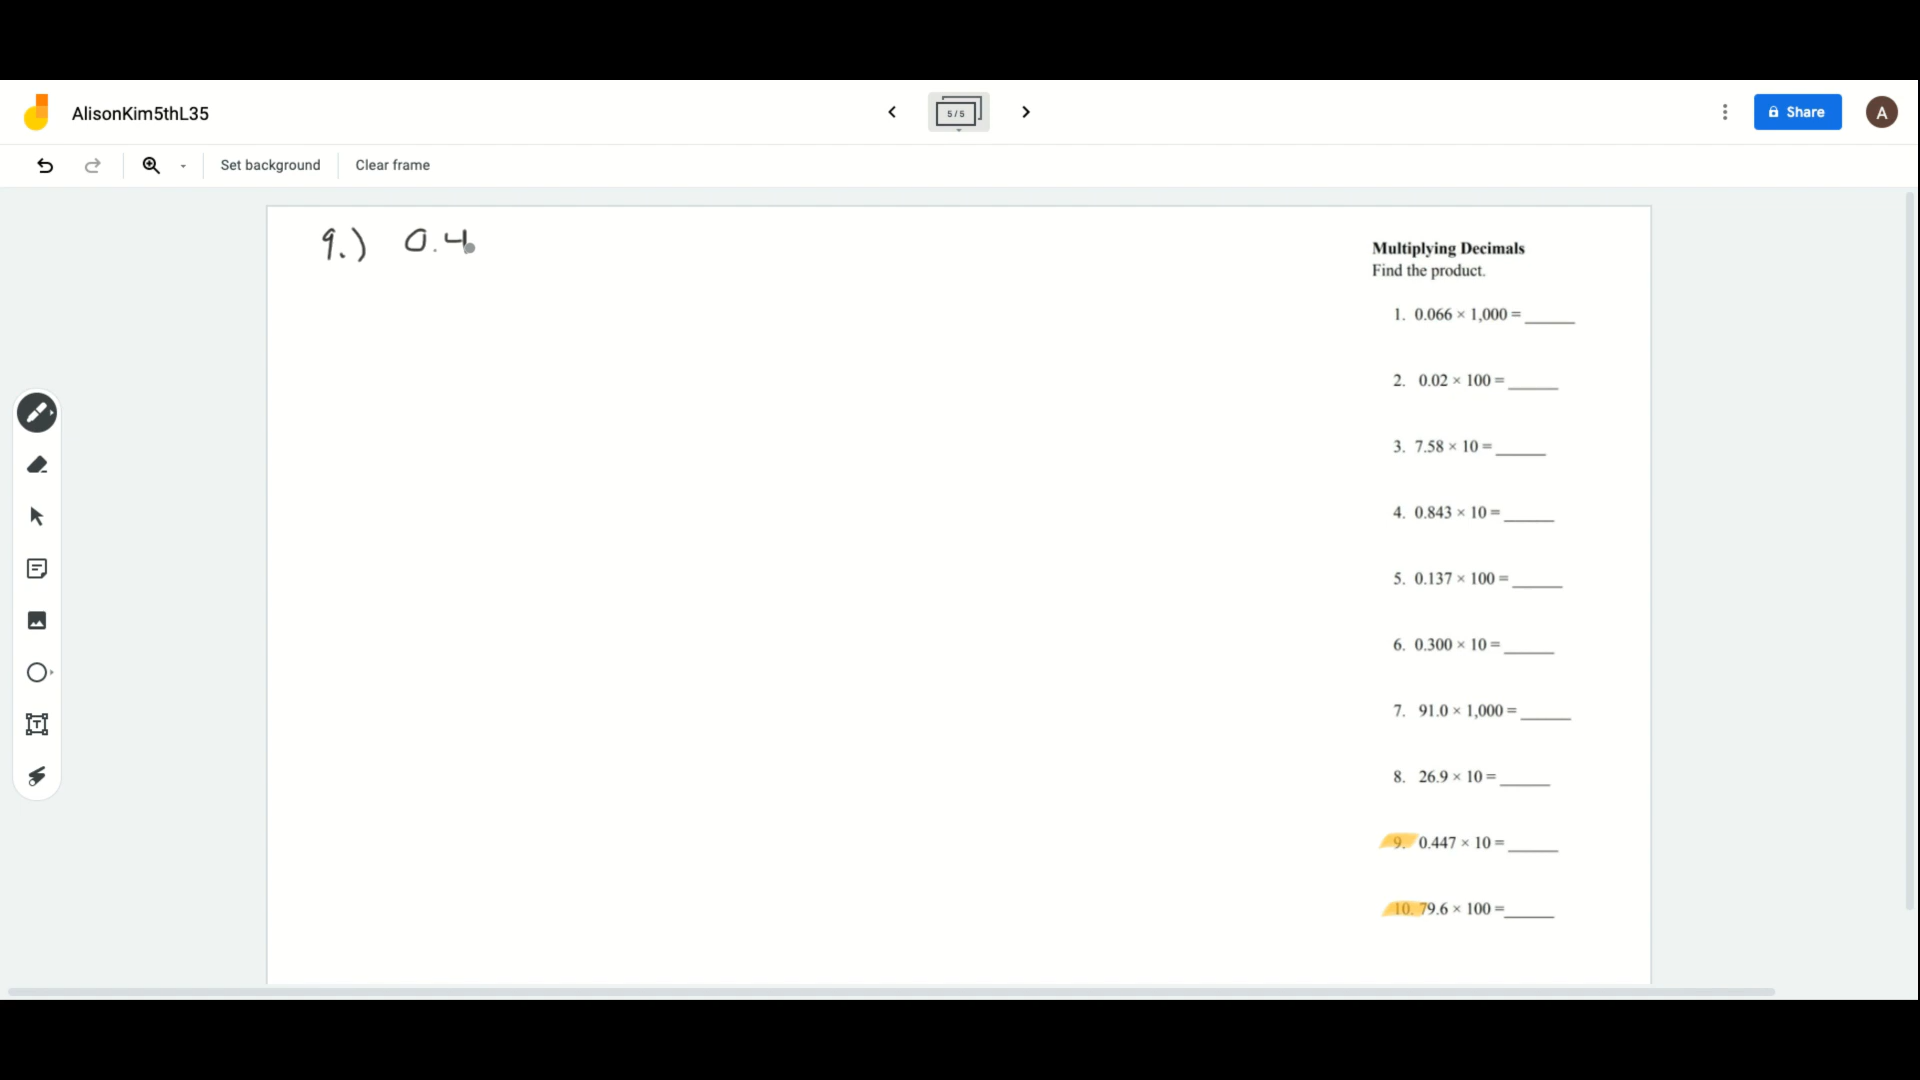 AlisonKim5thL35
5 / 5
Share
A
Set background
Clear frame
9.) 0.4
Multiplying Decimals
Find the product.
1. 0.066 × 1,000 = ______
2. 0.02 × 100 = ______
3. 7.58 × 10 = ______
4. 0.843 × 10 = ______
5. 0.137 × 100 = ______
6. 0.300 × 10 = ______
7. 91.0 × 1,000 = ______
8. 26.9 × 10 = ______
9. 0.447 × 10 = ______
10. 79.6 × 100 = ______